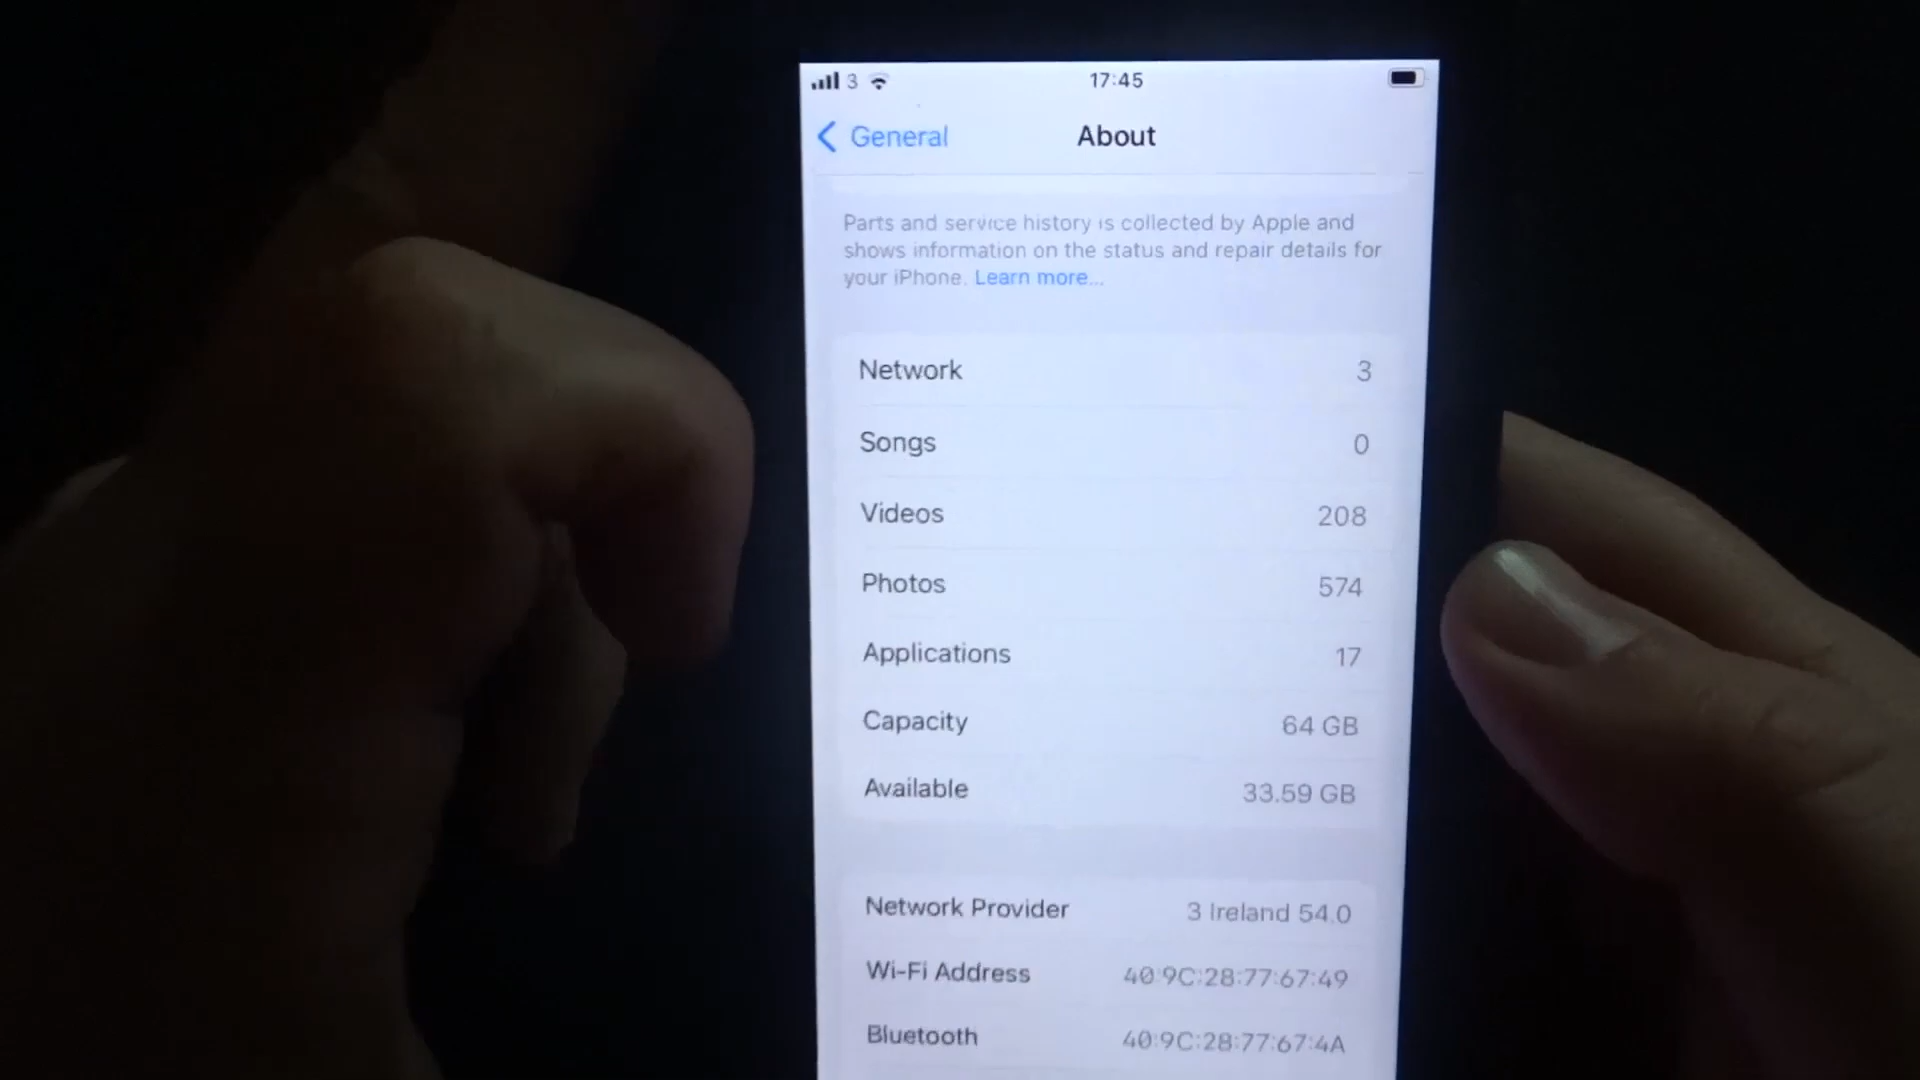 3 17:45
General About
Parts and service history is collected by Apple and
shows information on the status and repair details for
your iPhone. Learn more...
Network 3
Songs 0
Videos 208
Photos 574
Applications 17
Capacity 64 GB
Available 33.59 GB
Network Provider 3 Ireland 54.0
Wi-Fi Address 40:9C:28:77:67:49
Bluetooth 40:9C:28:77:67:4A